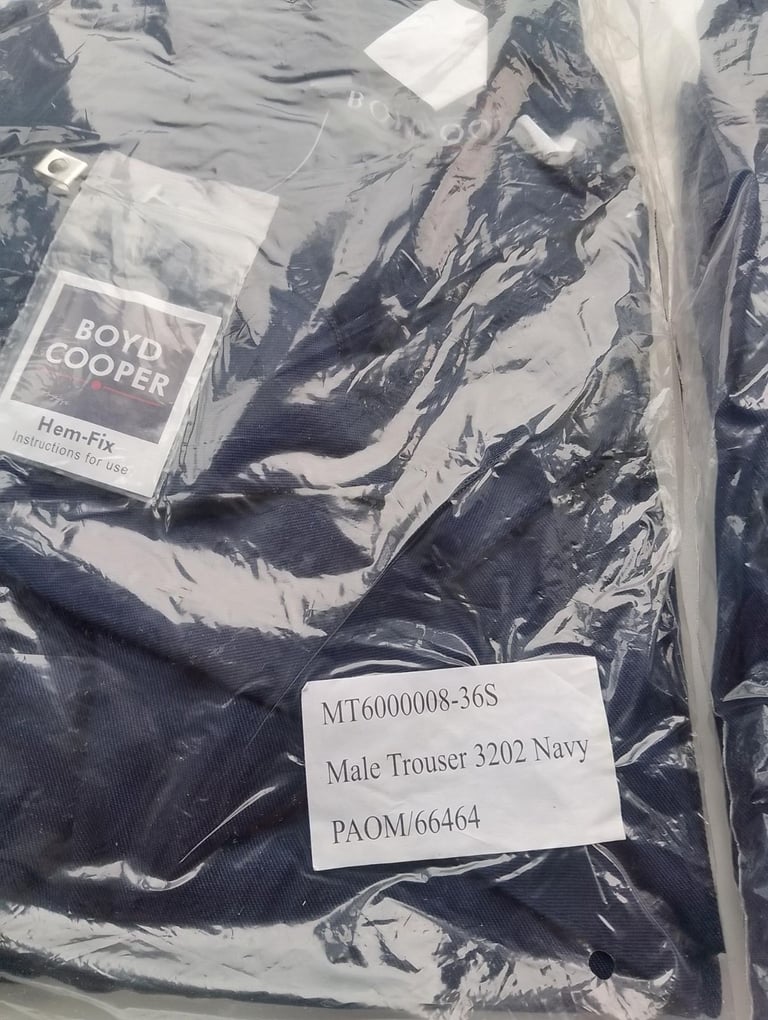 BOYD
COOPER
Hem-Fix
Instructions for use
MT6000008-36S
Male Trouser 3202 Navy
PAOM/66464